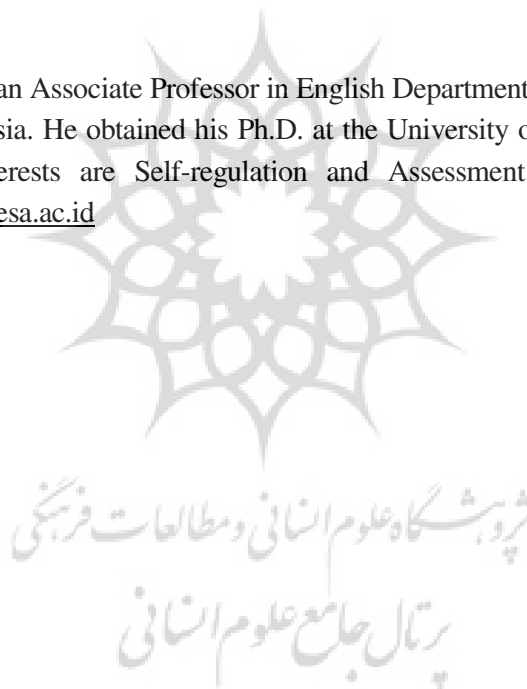 an Associate Professor in English Department
sia. He obtained his Ph.D. at the University o
erests are Self-regulation and Assessment.
esa.ac.id
پژوهشگاه علوم انسانی و مطالعات فرهنگی
پرتال جامع علوم انسانی